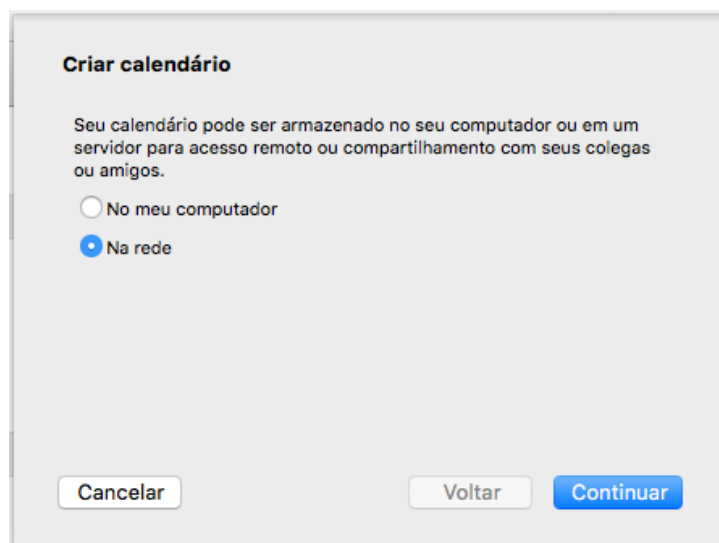 Criar calendário
Seu calendário pode ser armazenado no seu computador ou em um
servidor para acesso remoto ou compartilhamento com seus colegas
ou amigos.
No meu computador
Na rede
Cancelar
Voltar
Continuar